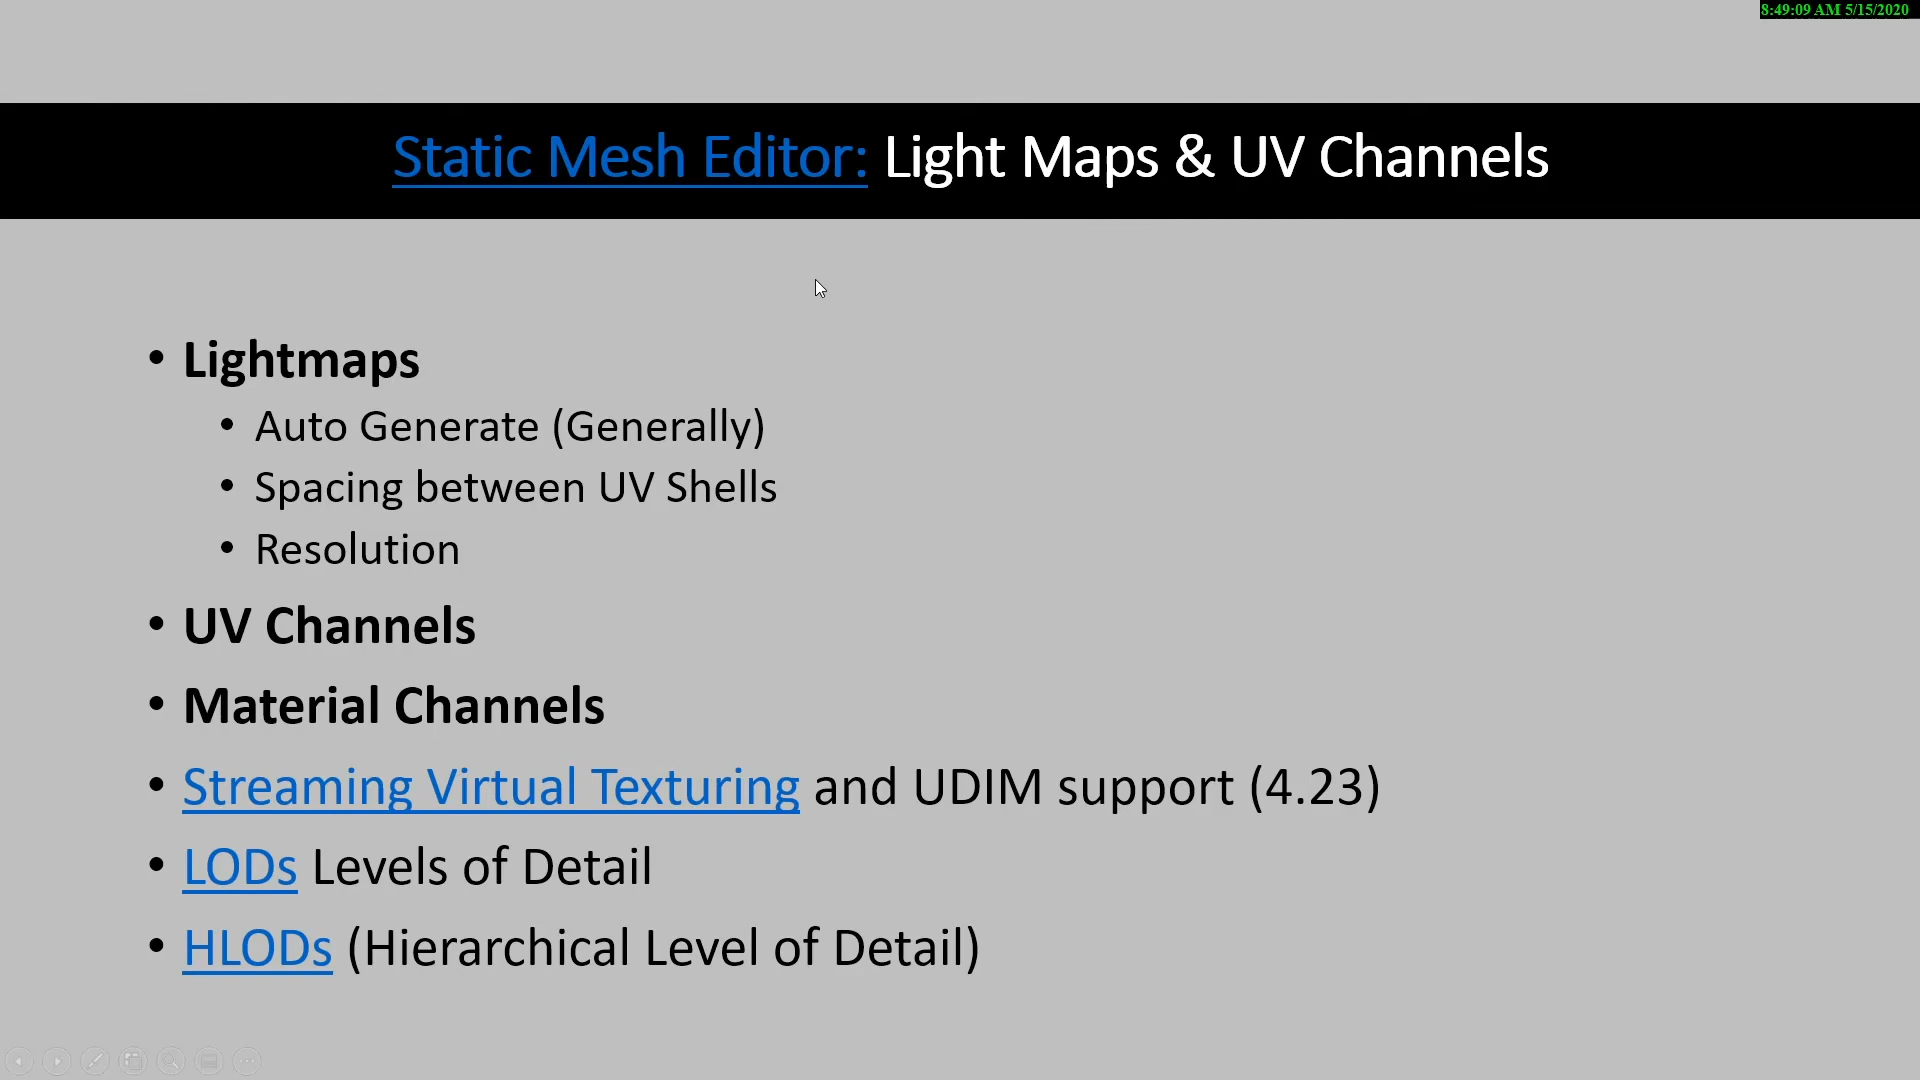 8:49:09 AM 5/15/2020
Static Mesh Editor: Light Maps & UV Channels
• Lightmaps
• Auto Generate (Generally)
• Spacing between UV Shells
• Resolution
• UV Channels
• Material Channels
• Streaming Virtual Texturing and UDIM support (4.23)
• LODs Levels of Detail
• HLODs (Hierarchical Level of Detail)